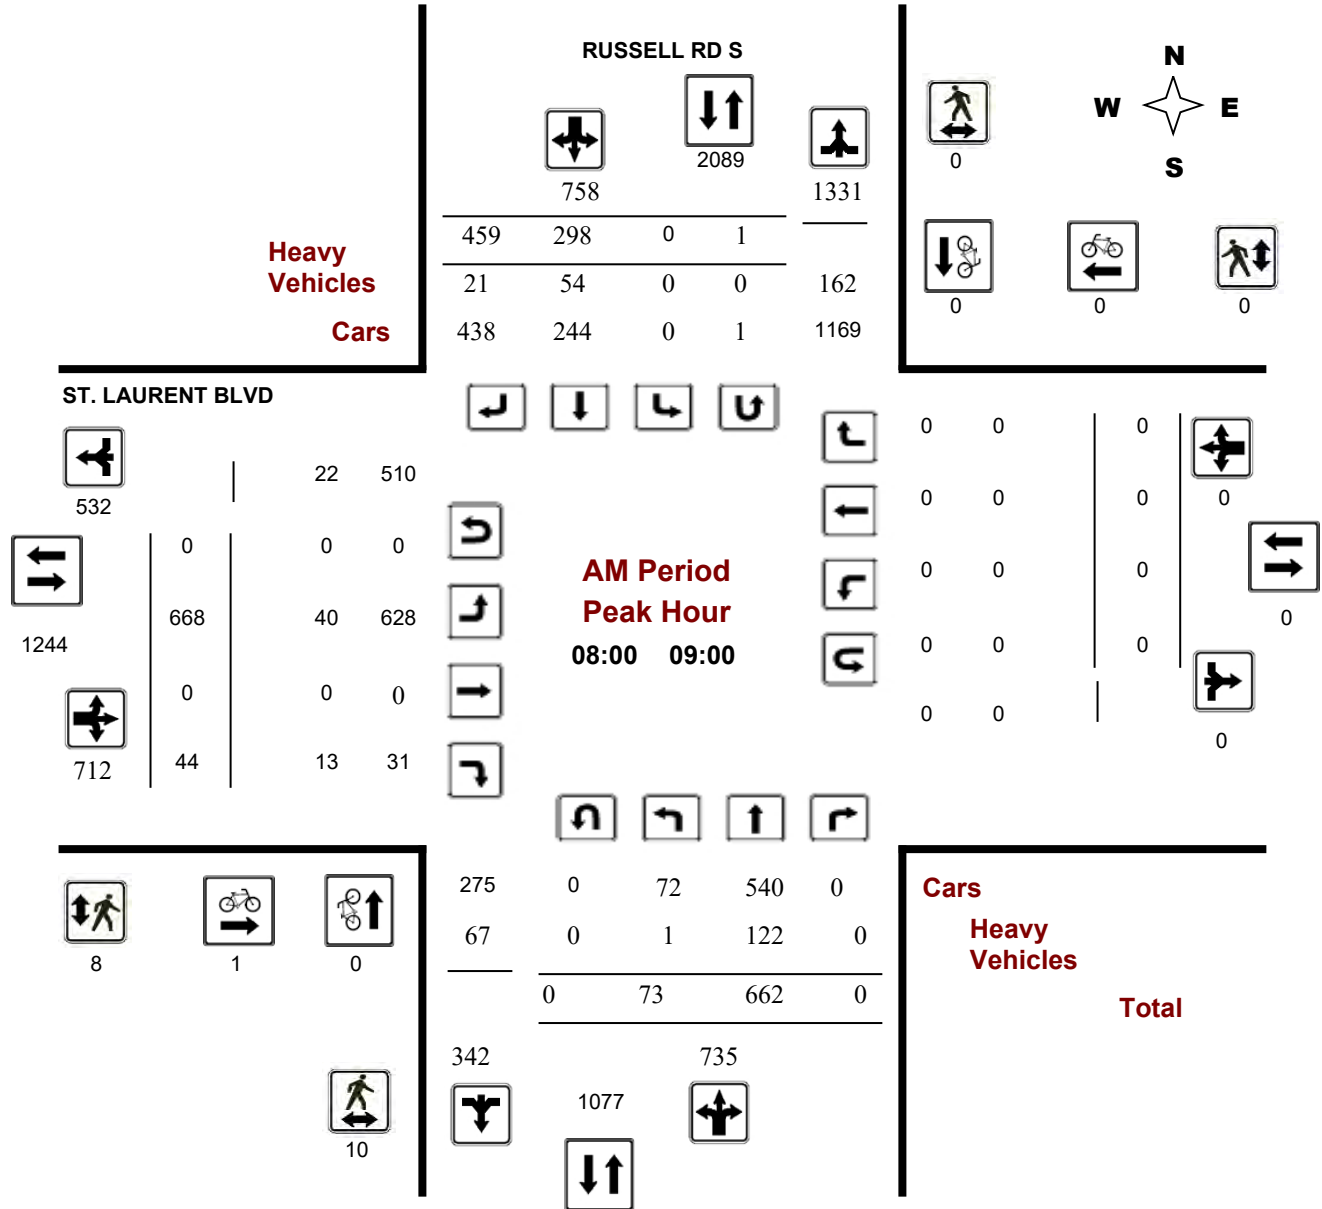 RUSSELL RD S
N
W E
S
2089
0
758 1331
459 298 0 1
Heavy
Vehicles
21 54 0 0 162
0 0 0
Cars
438 244 0 1 1169
ST. LAURENT BLVD
0 0 0
22 510
532
0 0 0 0
0 0 0
AM Period
0 0 0
Peak Hour
668 40 628
0
1244
08:00 09:00
0 0 0
0 0 0
0 0
0
712
44 13 31
275 0 72 540 0
Cars
67 0 1 122 0
Heavy
Vehicles
8 1 0
0 73 662 0
Total
342 735
1077
10